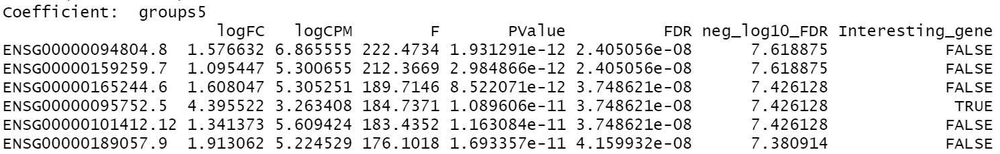 Coefficient:  groups5
logFC logCPM F PValue FDR neg_log10_FDR Interesting_gene
ENSG00000094804.8 1.576632 6.865555 222.4734 1.931291e-12 2.405056e-08 7.618875 FALSE
ENSG00000159259.7 1.095447 5.300655 212.3669 2.984866e-12 2.405056e-08 7.618875 FALSE
ENSG00000165244.6 1.608047 5.305251 189.7146 8.522071e-12 3.748621e-08 7.426128 FALSE
ENSG00000095752.5 4.395522 3.263408 184.7371 1.089606e-11 3.748621e-08 7.426128 TRUE
ENSG00000101412.12 1.341373 5.609424 183.4352 1.163084e-11 3.748621e-08 7.426128 FALSE
ENSG00000189057.9 1.913062 5.224529 176.1018 1.693357e-11 4.159932e-08 7.380914 FALSE